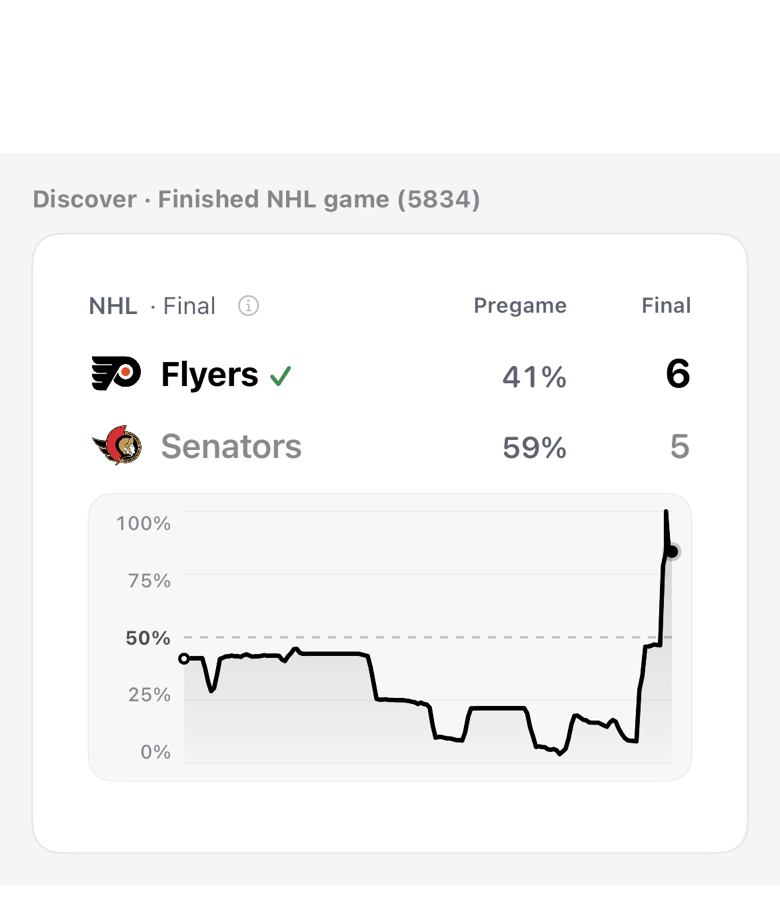 Discover · Finished NHL game (5834)
NHL · Final Pregame Final
Flyers 41% 6
Senators 59% 5
100%
75%
50%
25%
0%